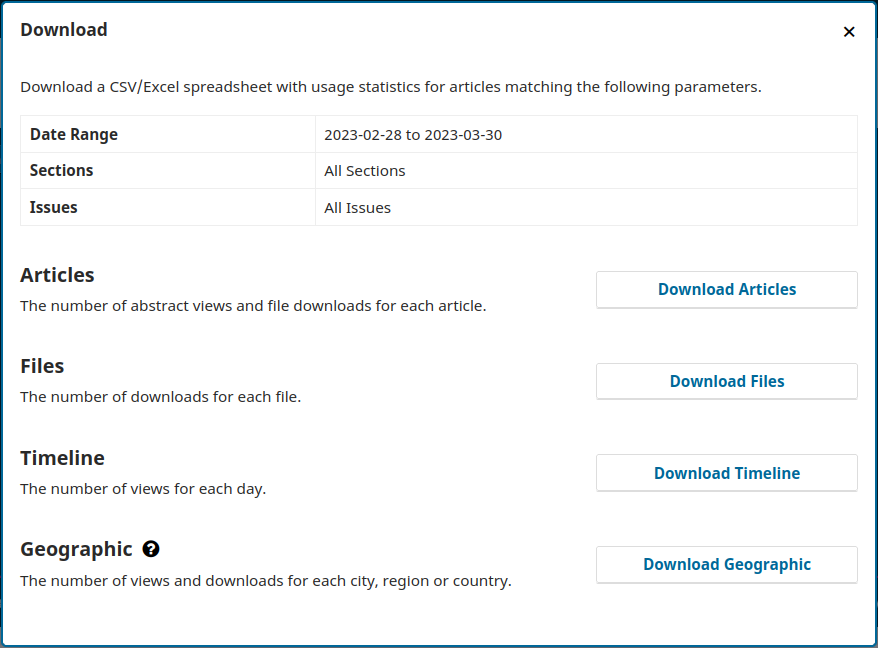 Download
Download a CSV/Excel spreadsheet with usage statistics for articles matching the following parameters.
Date Range 2023-02-28 to 2023-03-30
Sections All Sections
Issues All Issues
Articles
The number of abstract views and file downloads for each article.
Download Articles
Files
The number of downloads for each file.
Download Files
Timeline
The number of views for each day.
Download Timeline
Geographic
The number of views and downloads for each city, region or country.
Download Geographic